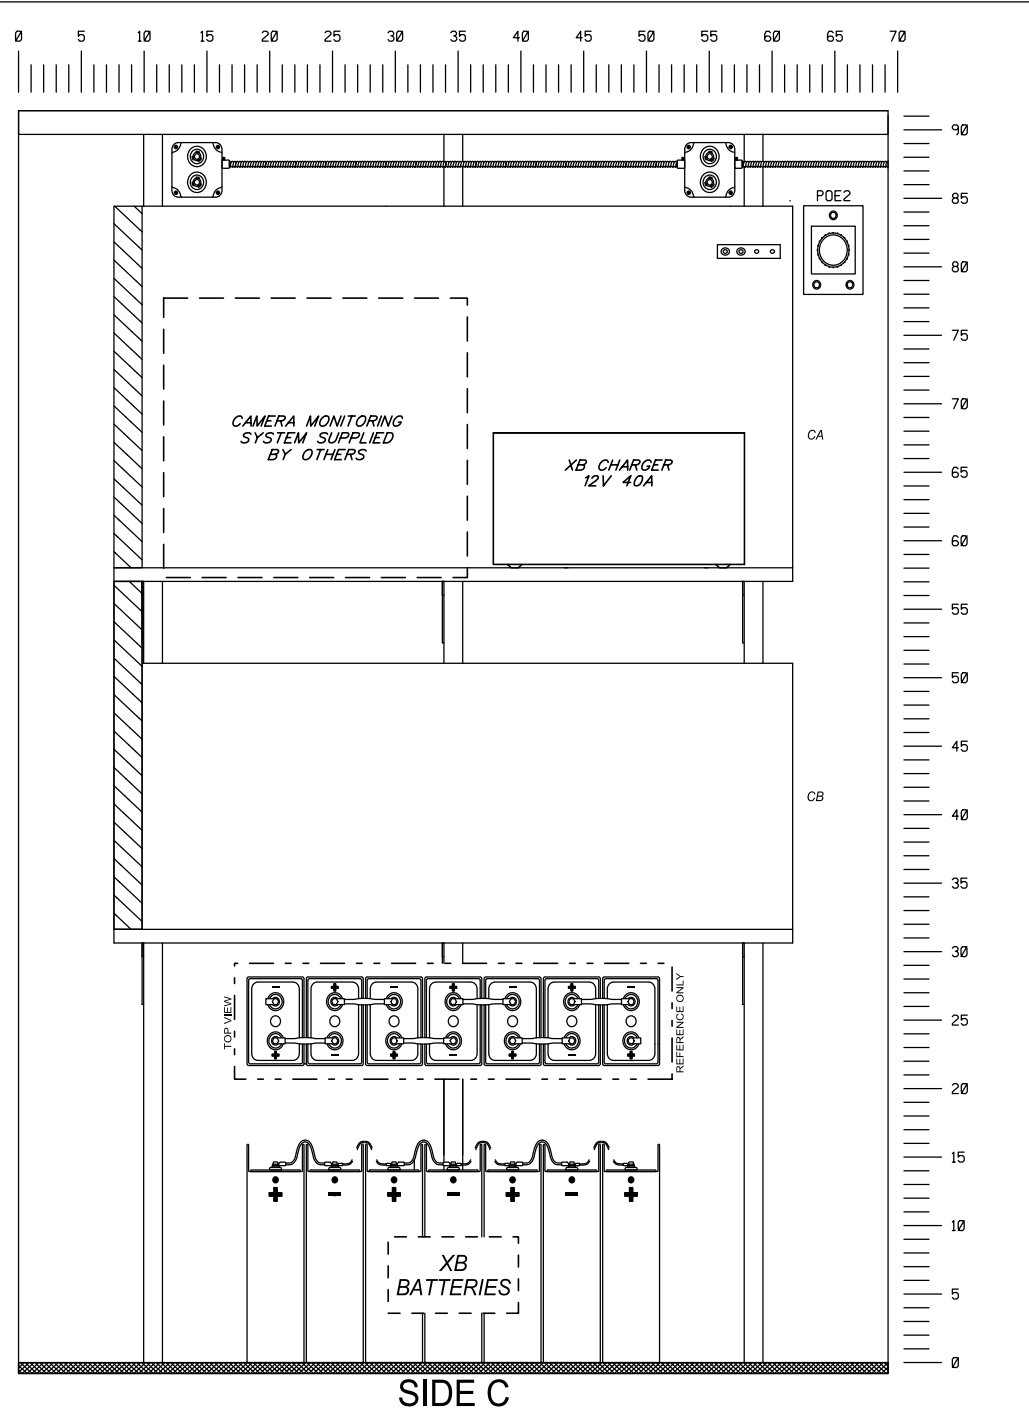 0 5 10 15 20 25 30 35 40 45 50 55 60 65 70
90
POE2
85
80
75
70
CAMERA MONITORING
SYSTEM SUPPLIED
BY OTHERS
CA
XB CHARGER
12V 40A
65
60
55
50
45
CB
40
35
30
TOP VIEW
REFERENCE ONLY
- + - + - + -
25
+ - + - + - +
20
15
+ - + - + - +
10
XB
BATTERIES
5
0
SIDE C